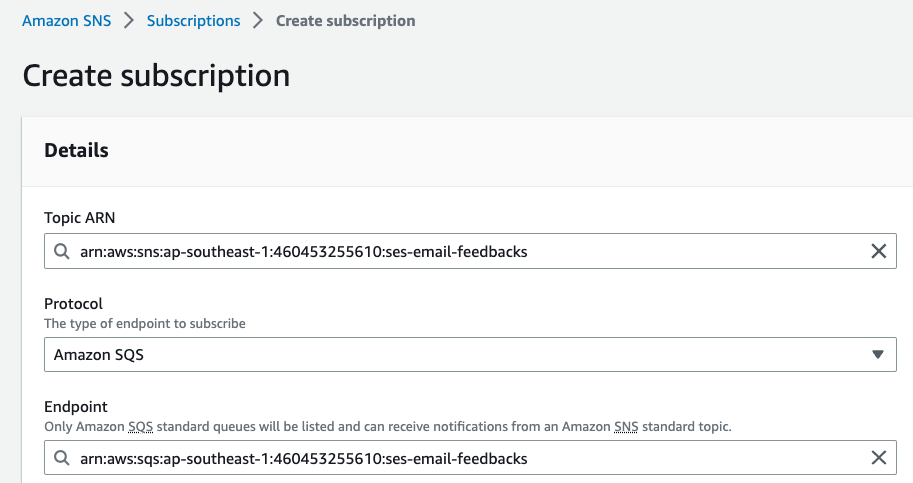 Amazon SNS > Subscriptions > Create subscription
Create subscription
Details
Topic ARN
arn:aws:sns:ap-southeast-1:460453255610:ses-email-feedbacks
Protocol
The type of endpoint to subscribe
Amazon SQS
Endpoint
Only Amazon SQS standard queues will be listed and can receive notifications from an Amazon SNS standard topic.
arn:aws:sqs:ap-southeast-1:460453255610:ses-email-feedbacks